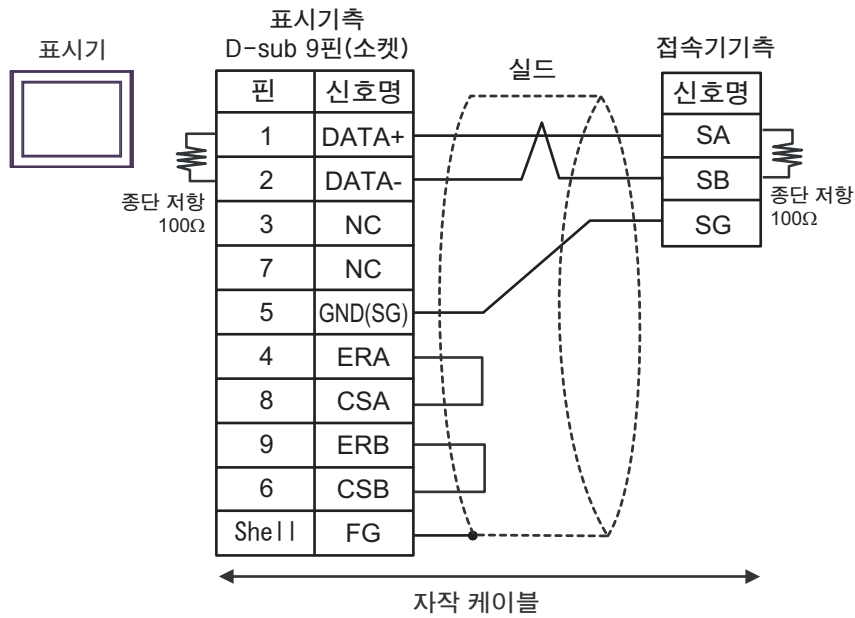 표시기
표시기측
D-sub 9핀(소켓)
핀 신호명
1 DATA+
2 DATA-
3 NC
7 NC
5 GND(SG)
4 ERA
8 CSA
9 ERB
6 CSB
Shell FG
종단 저항
100Ω
실드
접속기기측
신호명
SA
SB
SG
종단 저항
100Ω
자작 케이블